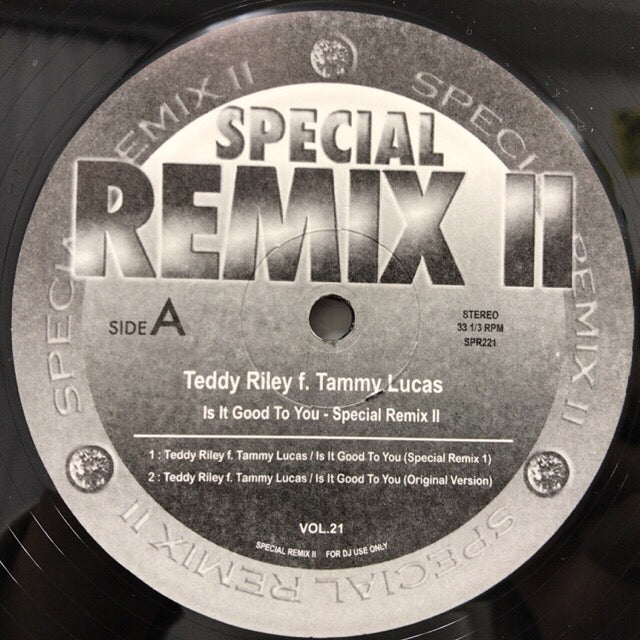 SPECIAL
REMIX II
SIDE A
STEREO
33 1/3 RPM
SPR221
Teddy Riley f. Tammy Lucas
Is It Good To You - Special Remix II
1 : Teddy Riley f. Tammy Lucas / Is It Good To You (Special Remix 1)
2 : Teddy Riley f. Tammy Lucas / Is It Good To You (Original Version)
VOL.21
SPECIAL REMIX II FOR DJ USE ONLY
SPECIAL REMIX II
SPECIAL REMIX II
SPECIAL REMIX II